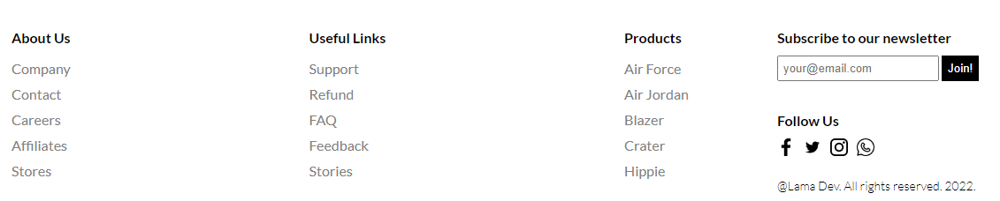 About Us
Company
Contact
Careers
Affiliates
Stores
Useful Links
Support
Refund
FAQ
Feedback
Stories
Products
Air Force
Air Jordan
Blazer
Crater
Hippie
Subscribe to our newsletter
your@email.com Join!
Follow Us
@Lama Dev. All rights reserved. 2022.